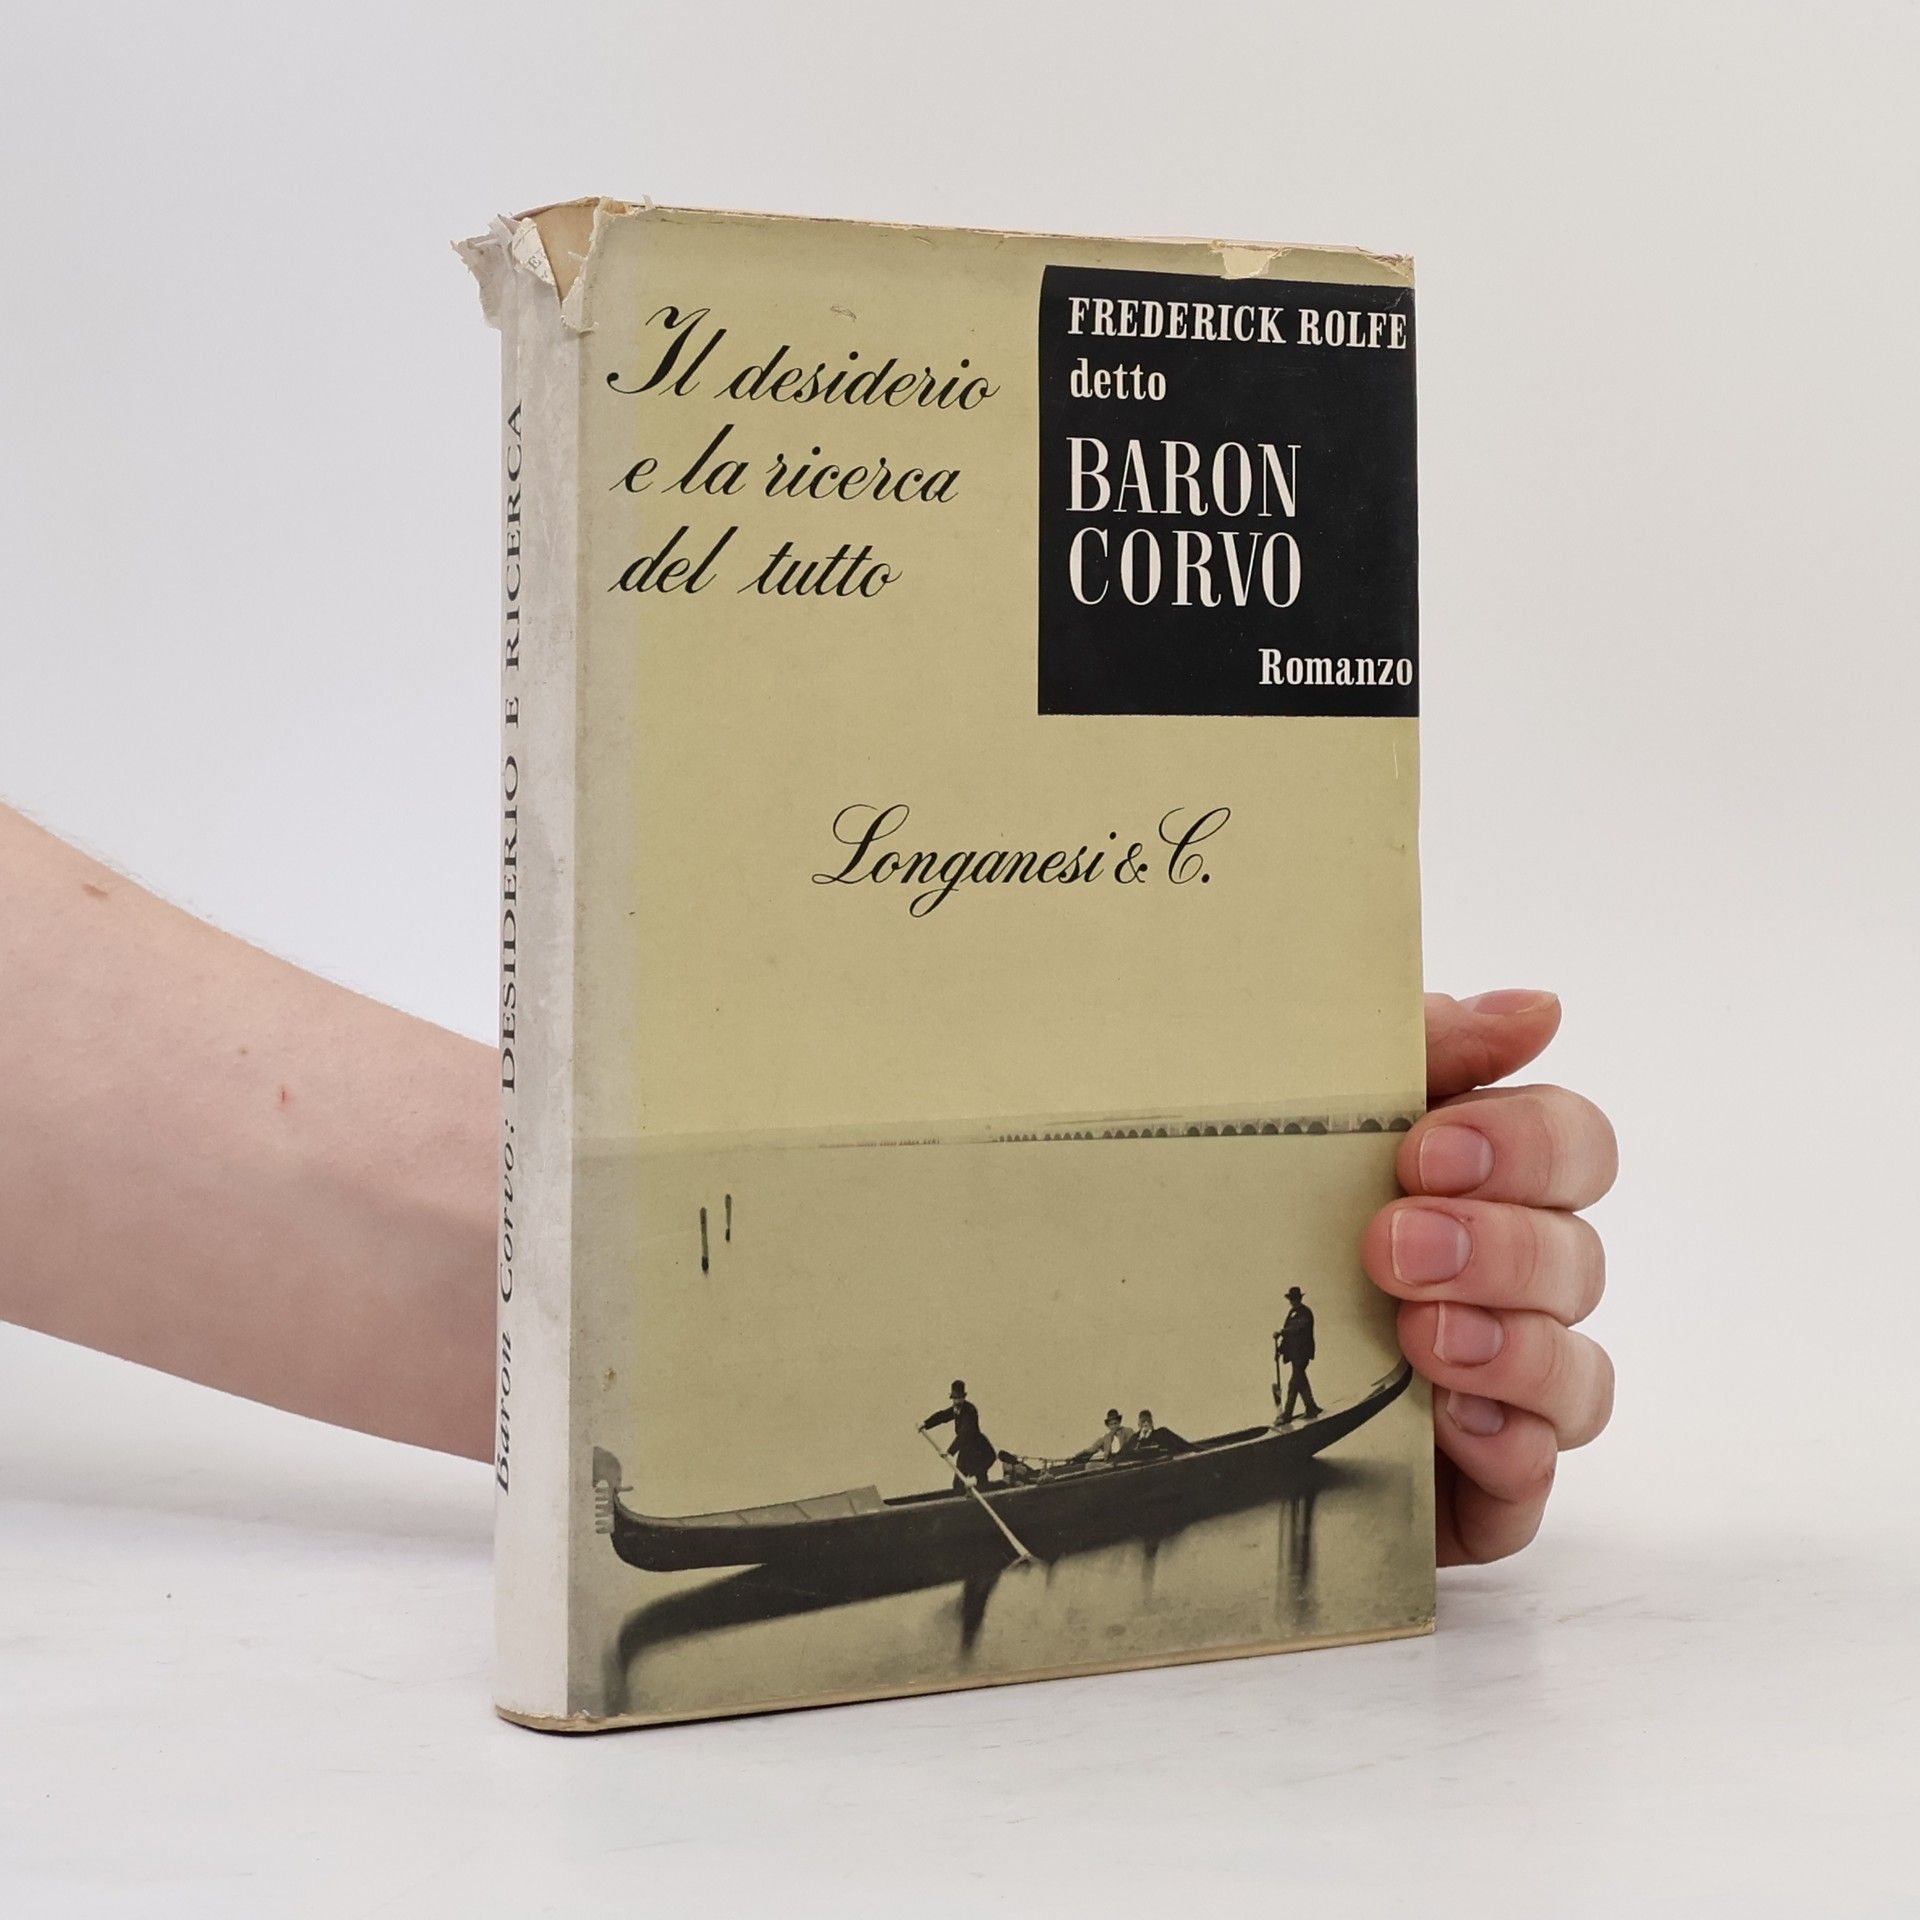 Il desiderio
e la ricerca
del tutto
FREDERICK ROLFE
detto
BARON
CORVO
Romanzo
Longanesi & C.
Baron Corvo: DESIDERIO E RICERCA